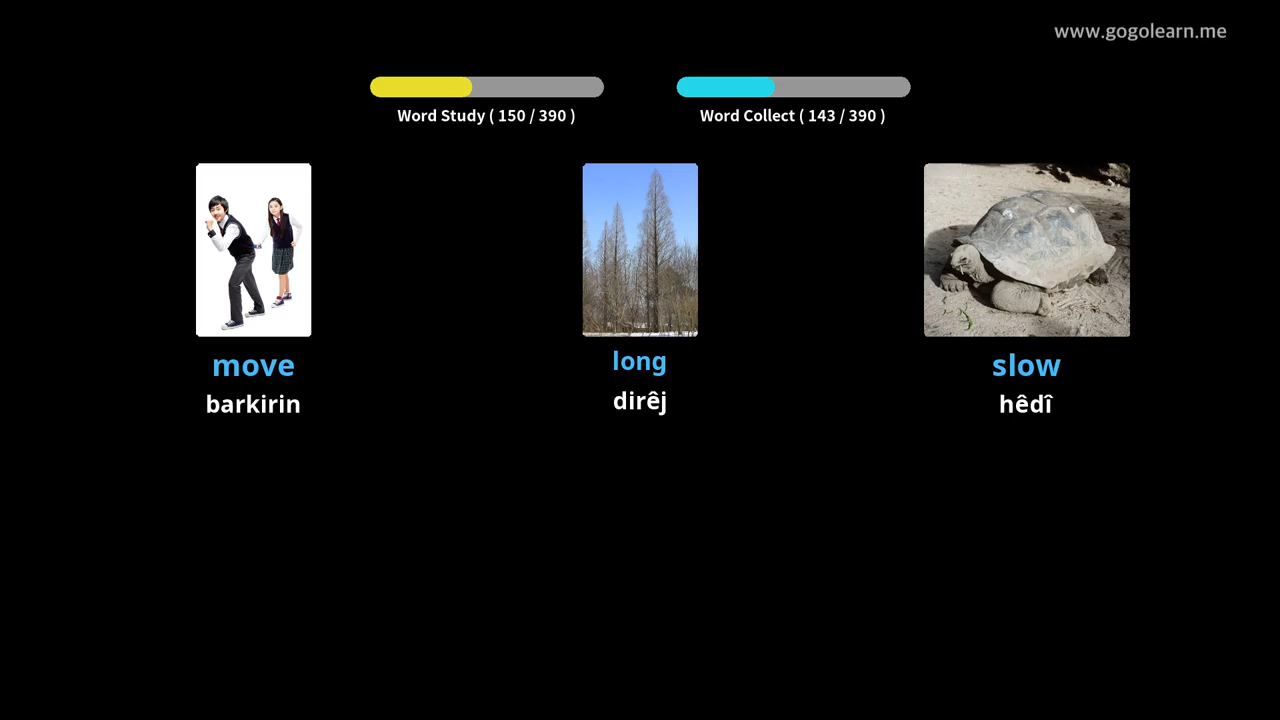 www.gogolearn.me
Word Study ( 150 / 390 )
Word Collect ( 143 / 390 )
move
barkirin
long
dirêj
slow
hêdî